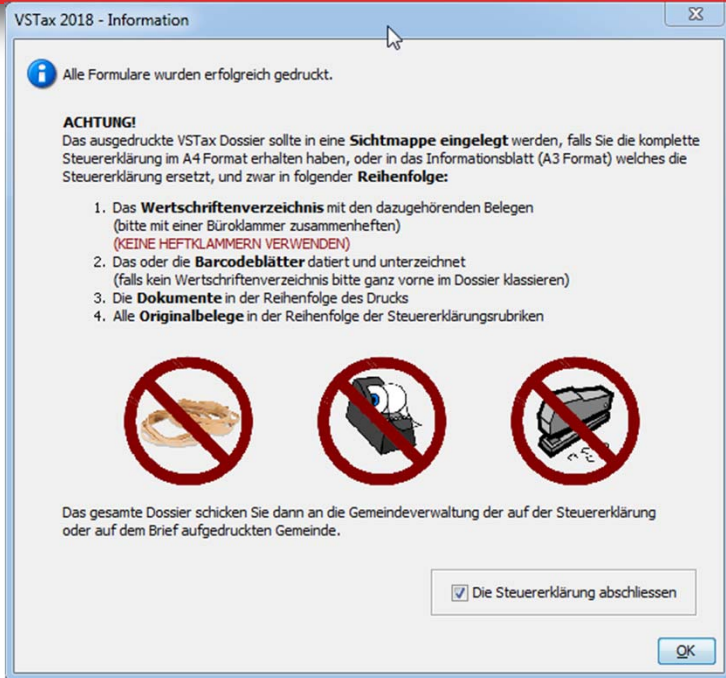 VSTax 2018 - Information
Alle Formulare wurden erfolgreich gedruckt.
ACHTUNG!
Das ausgedruckte VSTax Dossier sollte in eine Sichtmappe eingelegt werden, falls Sie die komplette
Steuererklärung im A4 Format erhalten haben, oder in das Informationsblatt (A3 Format) welches die
Steuererklärung ersetzt, und zwar in folgender Reihenfolge:
1. Das Wertschriftenverzeichnis mit den dazugehörenden Belegen
(bitte mit einer Büroklammer zusammenheften)
(KEINE HEFTKLAMMERN VERWENDEN)
2. Das oder die Barcodeblätter datiert und unterzeichnet
(falls kein Wertschriftenverzeichnis bitte ganz vorne im Dossier klassieren)
3. Die Dokumente in der Reihenfolge des Drucks
4. Alle Originalbelege in der Reihenfolge der Steuererklärungsrubriken
Das gesamte Dossier schicken Sie dann an die Gemeindeverwaltung der auf der Steuererklärung
oder auf dem Brief aufgedruckten Gemeinde.
Die Steuererklärung abschliessen
OK